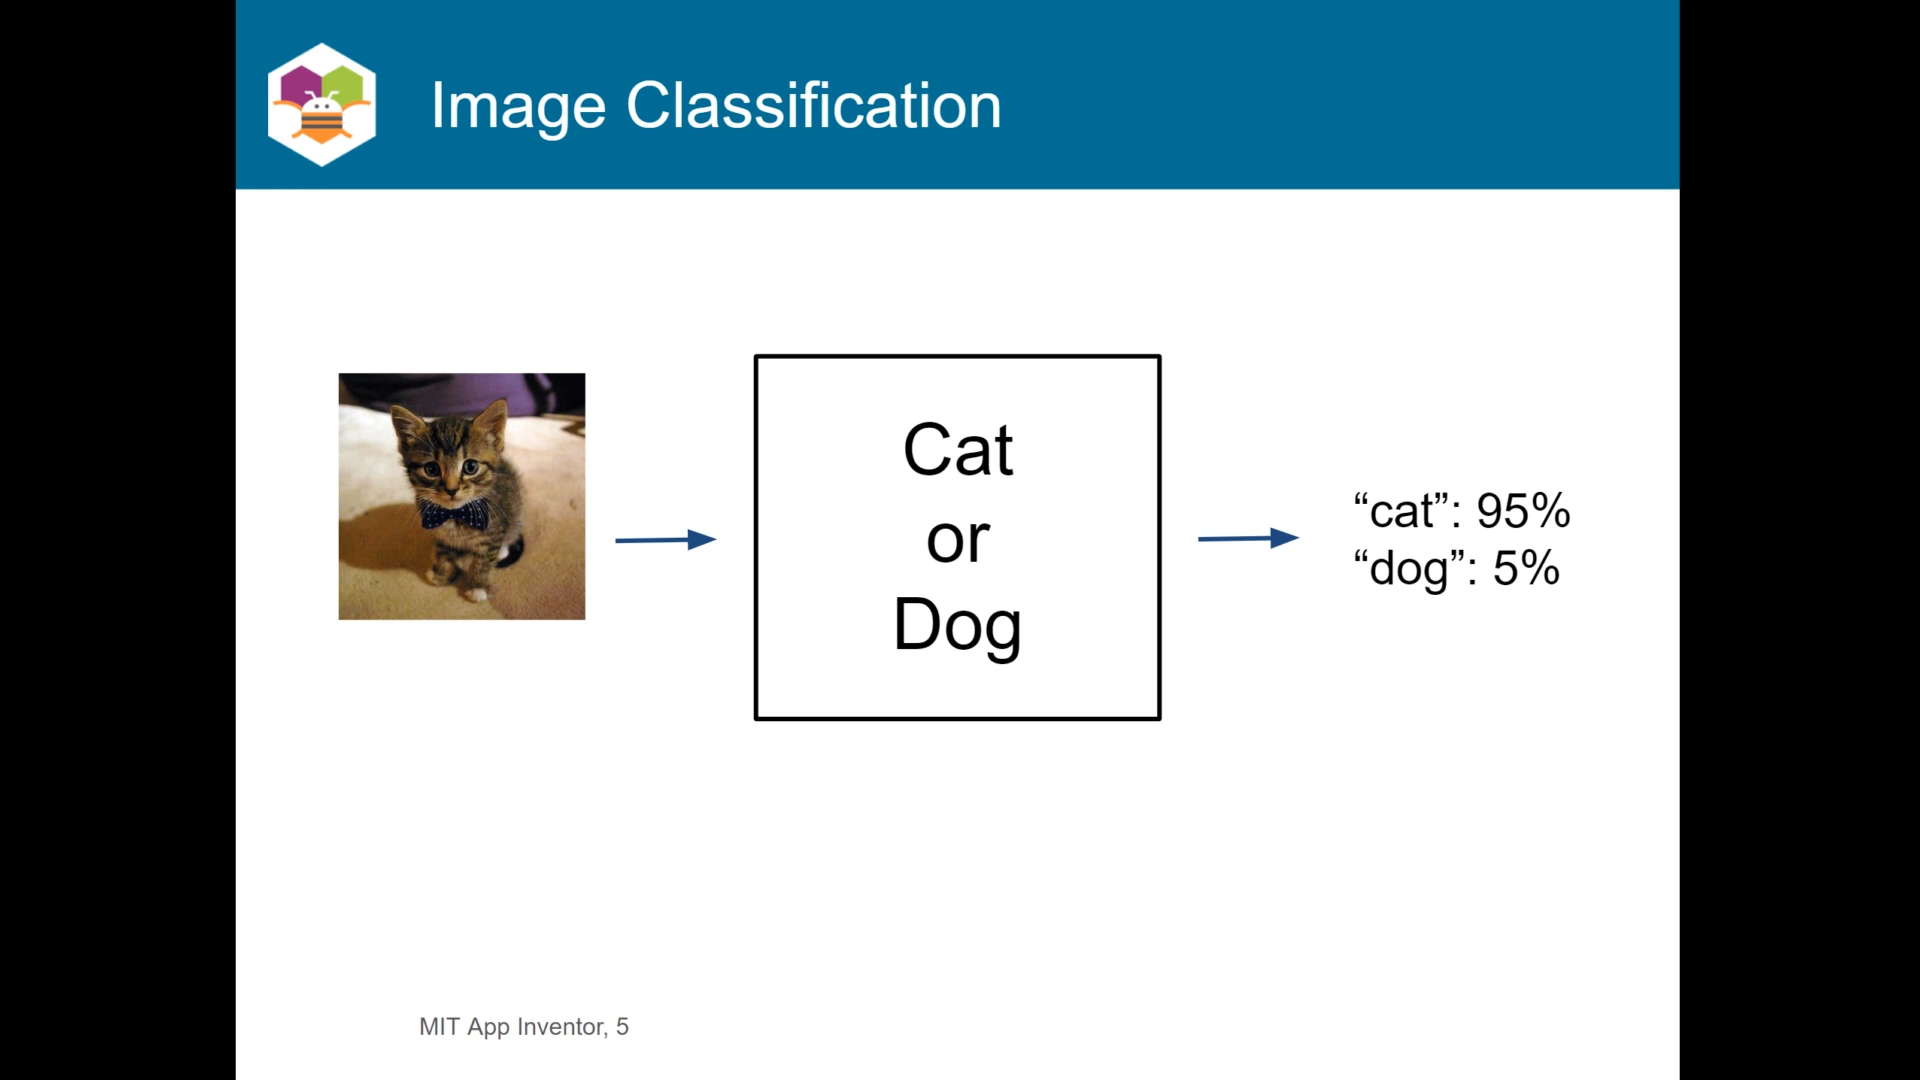 Image Classification
Cat
or
Dog
“cat”: 95%
“dog”: 5%
MIT App Inventor, 5